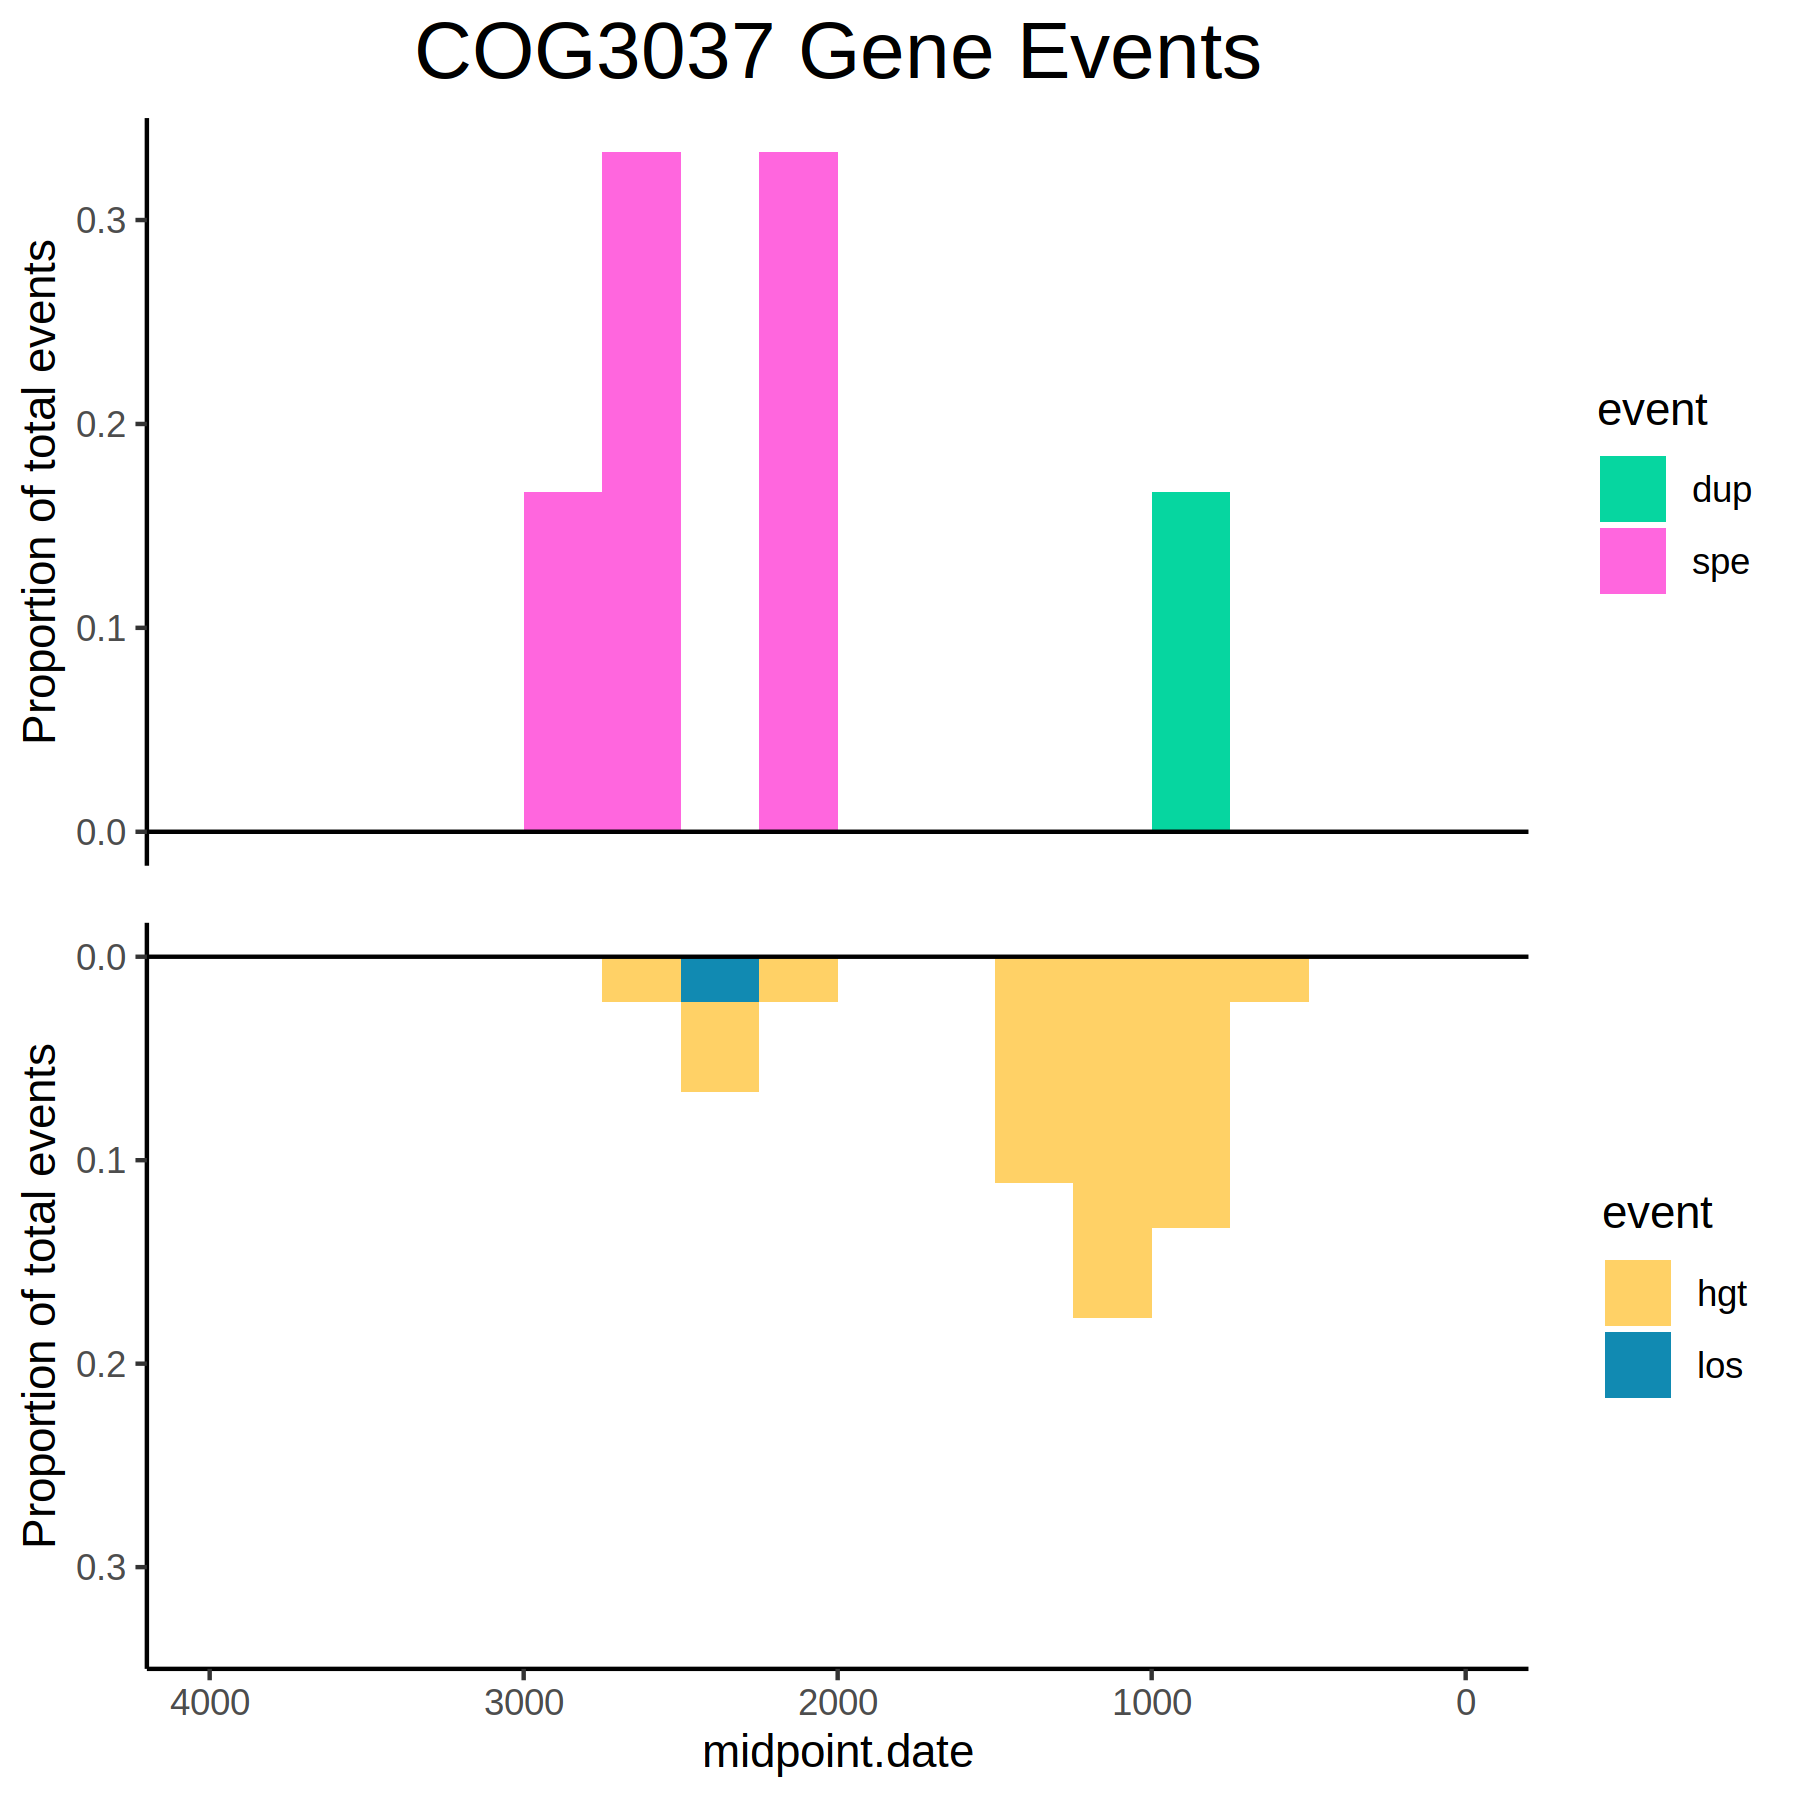 COG3037 Gene Events
Proportion of total events
0.3
0.2
0.1
0.0
event
dup
spe
Proportion of total events
0.0
0.1
0.2
0.3
event
hgt
los
4000 3000 2000 1000 0
midpoint.date